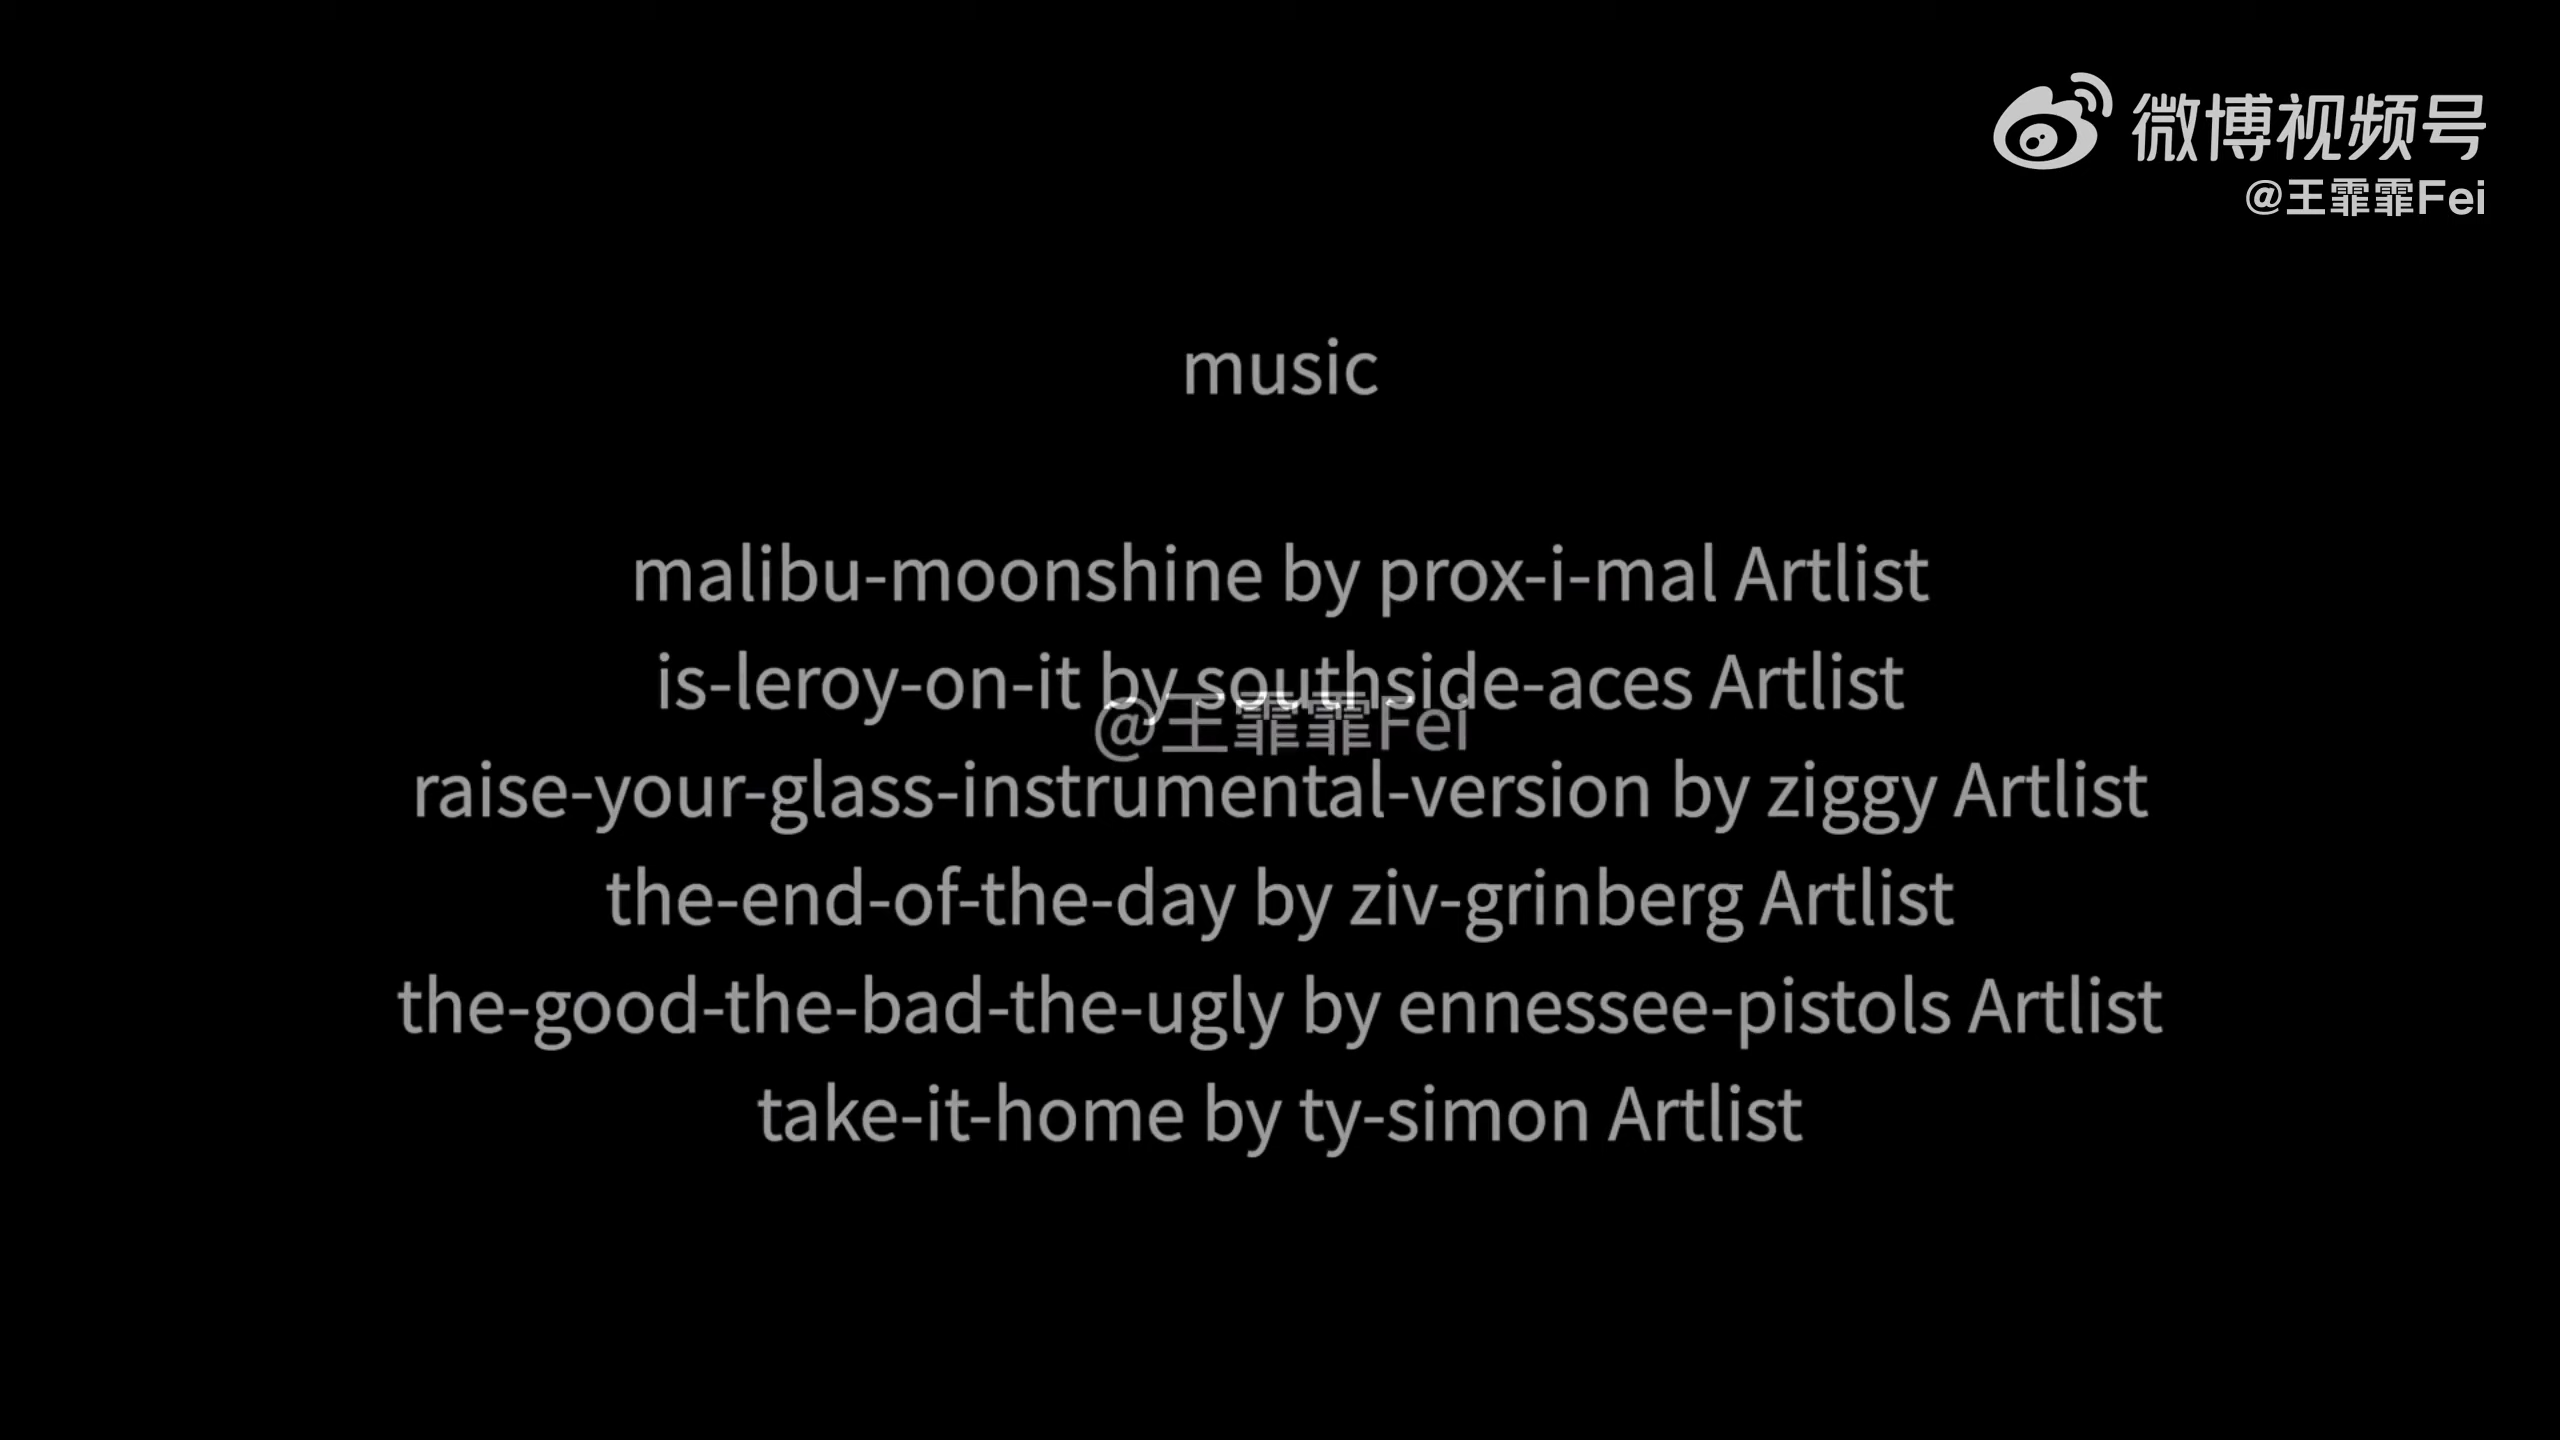 微博视频号
@王霏霏Fei
music
malibu-moonshine by prox-i-mal Artlist
is-leroy-on-it by southside-aces Artlist
@王霏霏Fei
raise-your-glass-instrumental-version by ziggy Artlist
the-end-of-the-day by ziv-grinberg Artlist
the-good-the-bad-the-ugly by ennessee-pistols Artlist
take-it-home by ty-simon Artlist